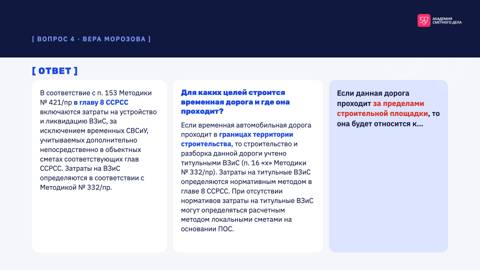 АКАДЕМИЯ
СМЕТНОГО ДЕЛА
[ ВОПРОС 4 - ВЕРА МОРОЗОВА ]
[ ОТВЕТ ]
В соответствии с п. 153 Методики
№ 421/пр в главу 8 ССРСС
включаются затраты на устройство
и ликвидацию ВЗиС, за
исключением временных СВСиУ,
учитываемых дополнительно
непосредственно в объектных
сметах соответствующих глав
ССРСС. Затраты на ВЗиС
определяются в соответствии с
Методикой № 332/пр.
Для каких целей строится
временная дорога и где она
проходит?
Если временная автомобильная дорога
проходит в границах территории
строительства, то строительство и
разборка данной дороги учтено
титульными ВЗиС (п. 16 «х» Методики
№ 332/пр). Затраты на титульные ВЗиС
определяются нормативным методом в
главе 8 ССРСС. При отсутствии
нормативов затраты на титульные ВЗиС
могут определяться расчетным
методом локальными сметами на
основании ПОС.
Если данная дорога
проходит за пределами
строительной площадки, то
она будет относится к...